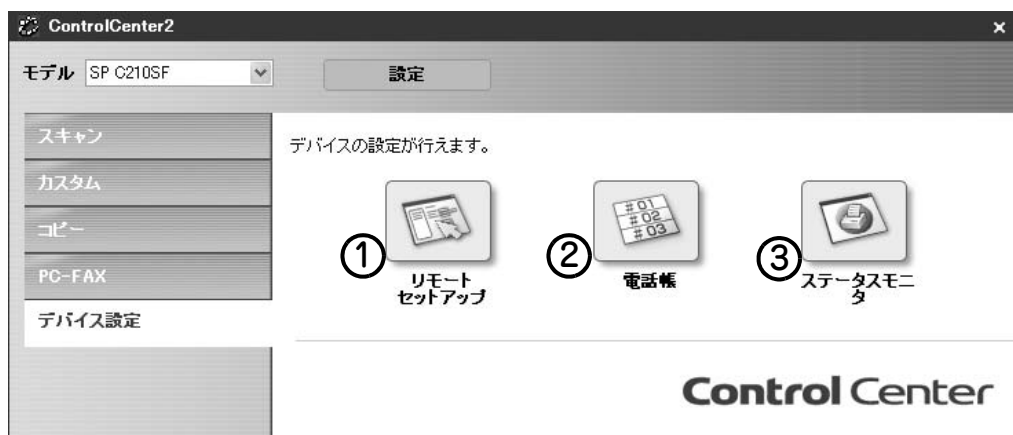 ControlCenter2
モデル SP C210SF 設定
スキャン
カスタム
コピー
PC-FAX
デバイス設定
デバイスの設定が行えます。
#01
#02
#03
① リモート
セットアップ
② 電話帳
③ ステータスモニ
タ
Control Center